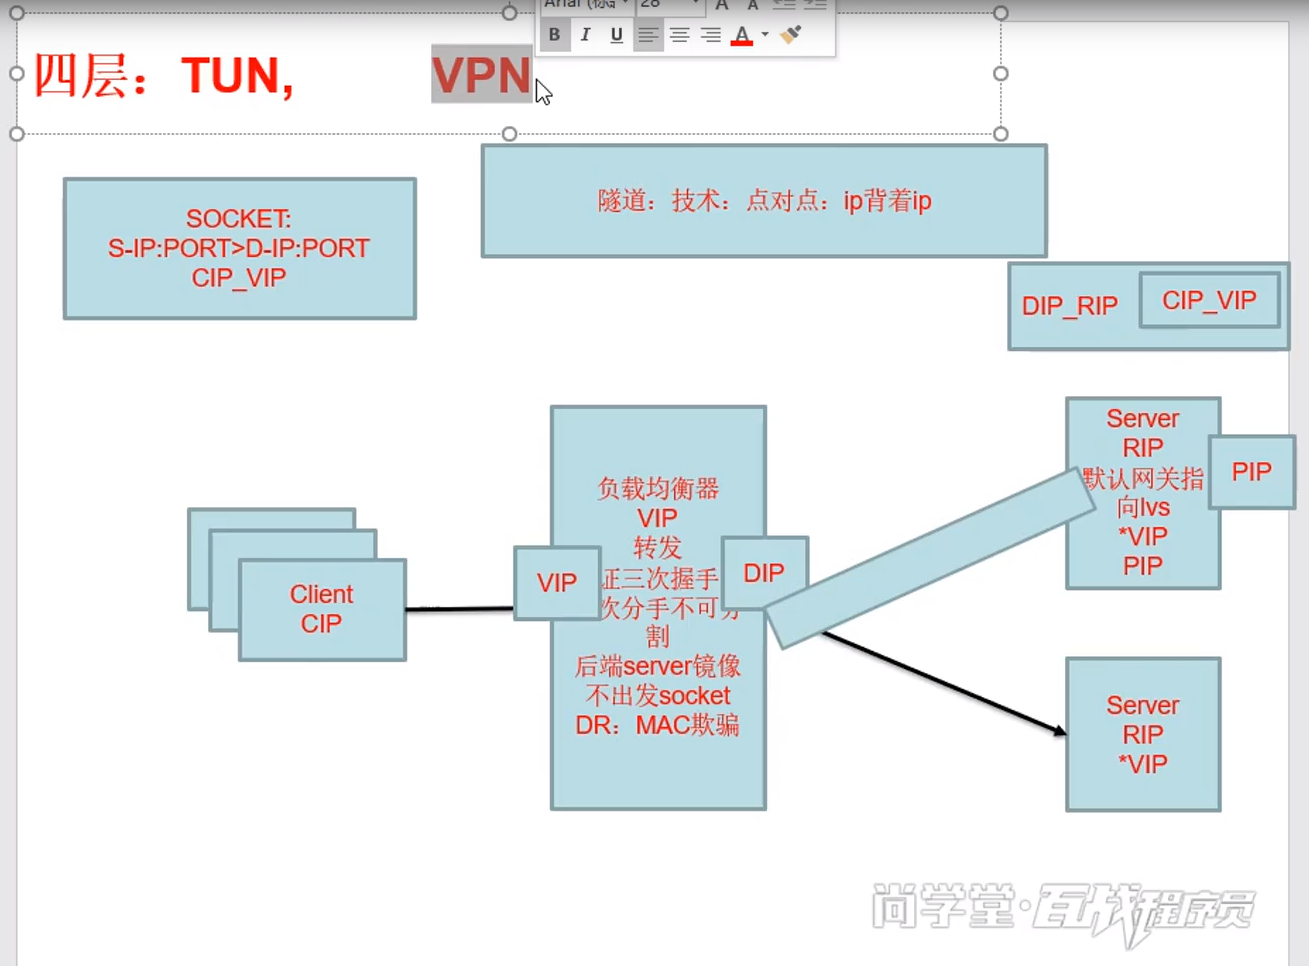 28
A A
B I U A
四层：TUN, VPN
隧道：技术：点对点：ip背着ip
SOCKET:
S-IP:PORT>D-IP:PORT
CIP_VIP
DIP_RIP
CIP_VIP
Server
RIP
默认网关指
向lvs
*VIP
PIP
PIP
负载均衡器
VIP
转发
证三次握手
次分手不可分
割
后端server镜像
不出发socket
DR：MAC欺骗
VIP
DIP
Client
CIP
Server
RIP
*VIP
尚学堂·百战程序员